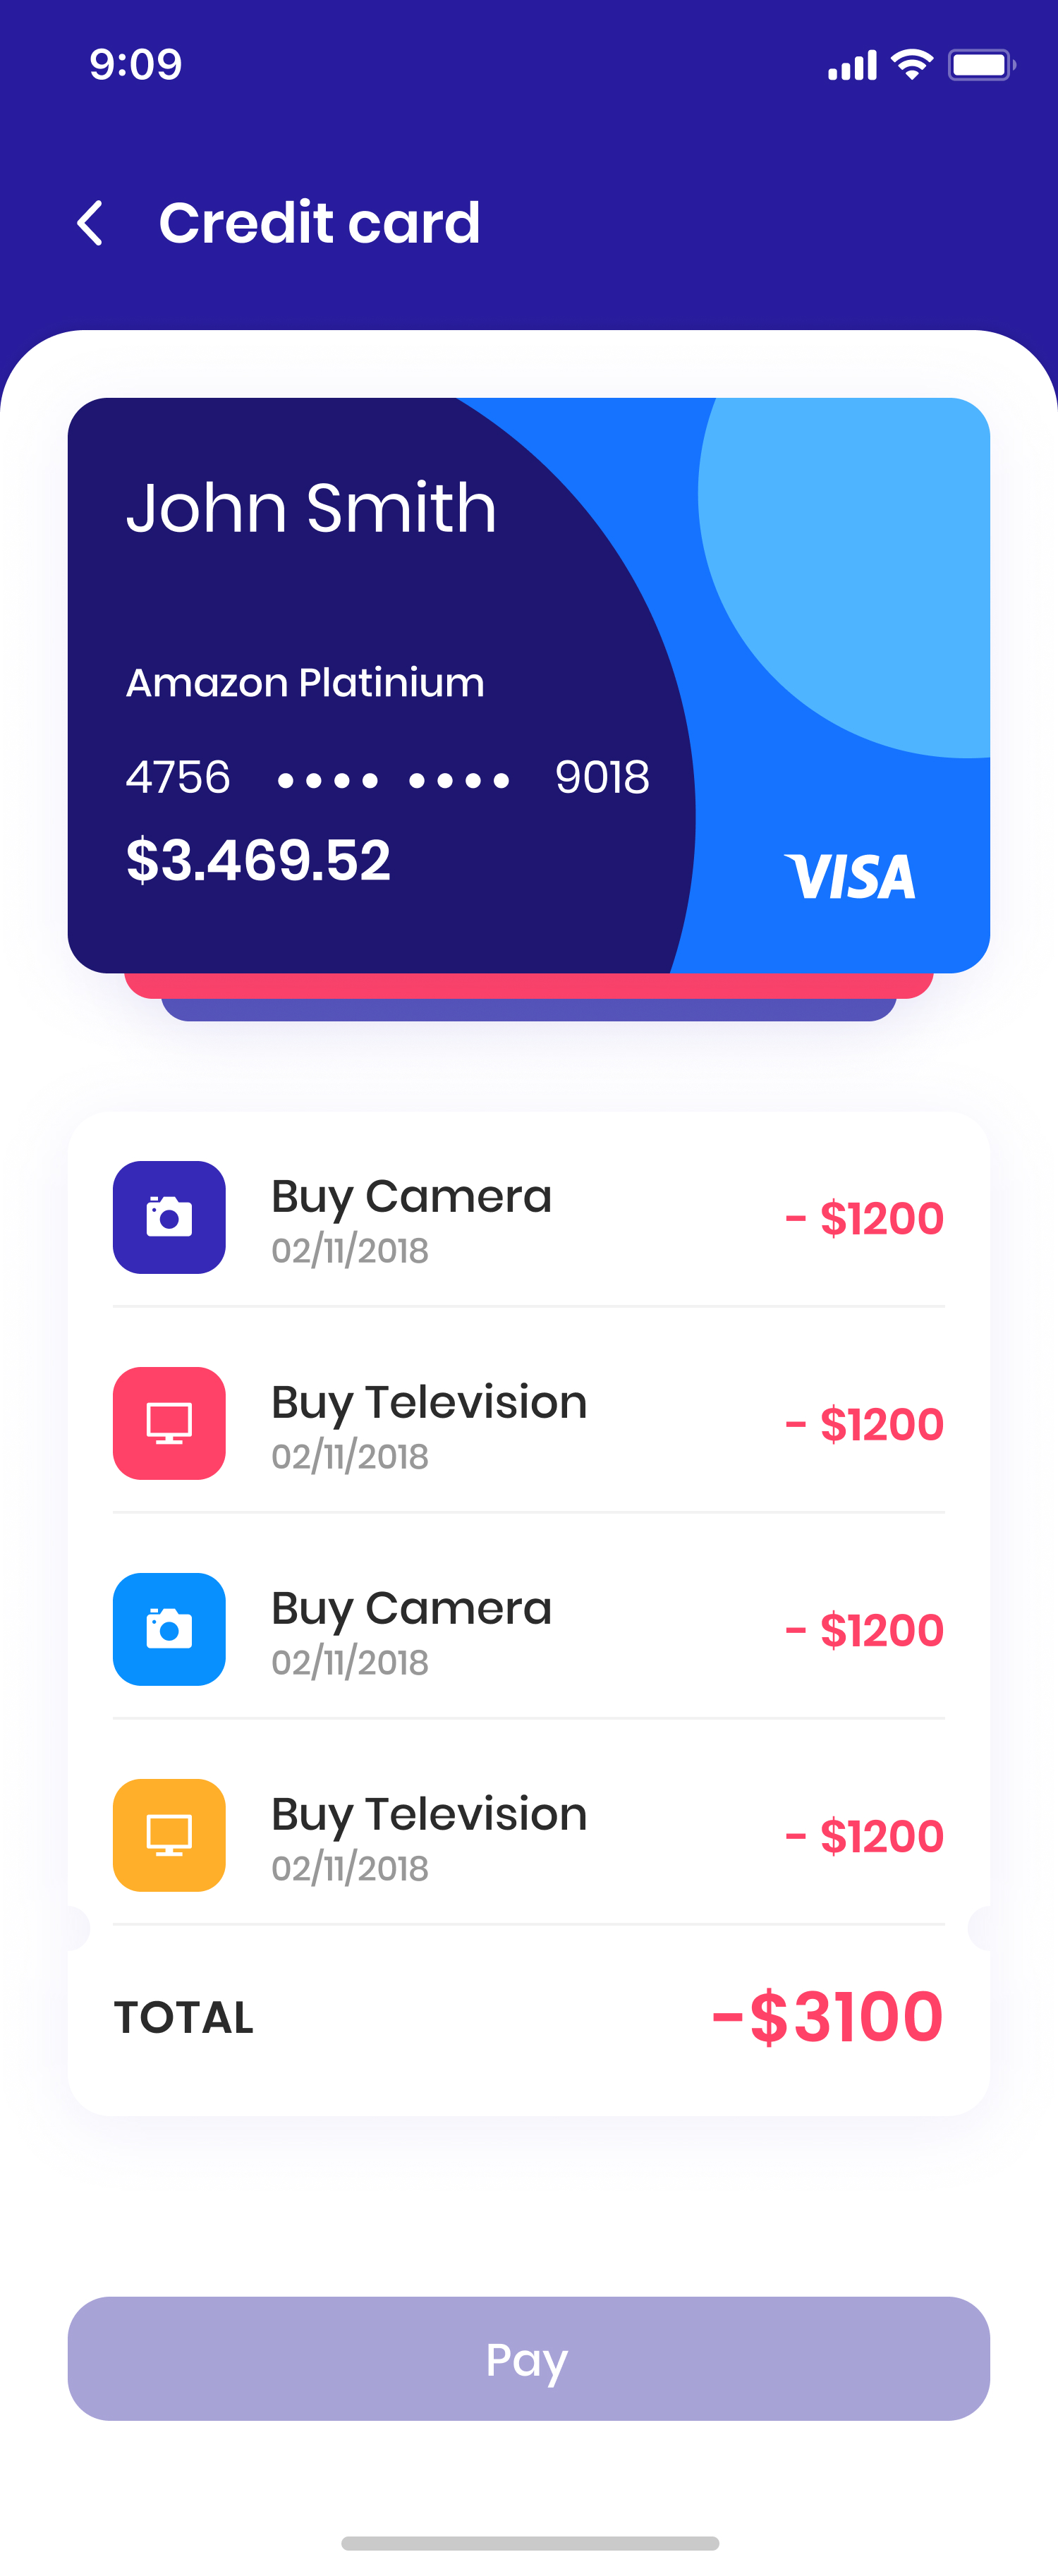 9:09
Credit card
John Smith
Amazon Platinium
4756 •••• •••• 9018
$3.469.52
VISA
Buy Camera
02/11/2018
- $1200
Buy Television
02/11/2018
- $1200
Buy Camera
02/11/2018
- $1200
Buy Television
02/11/2018
- $1200
TOTAL
-$3100
Pay